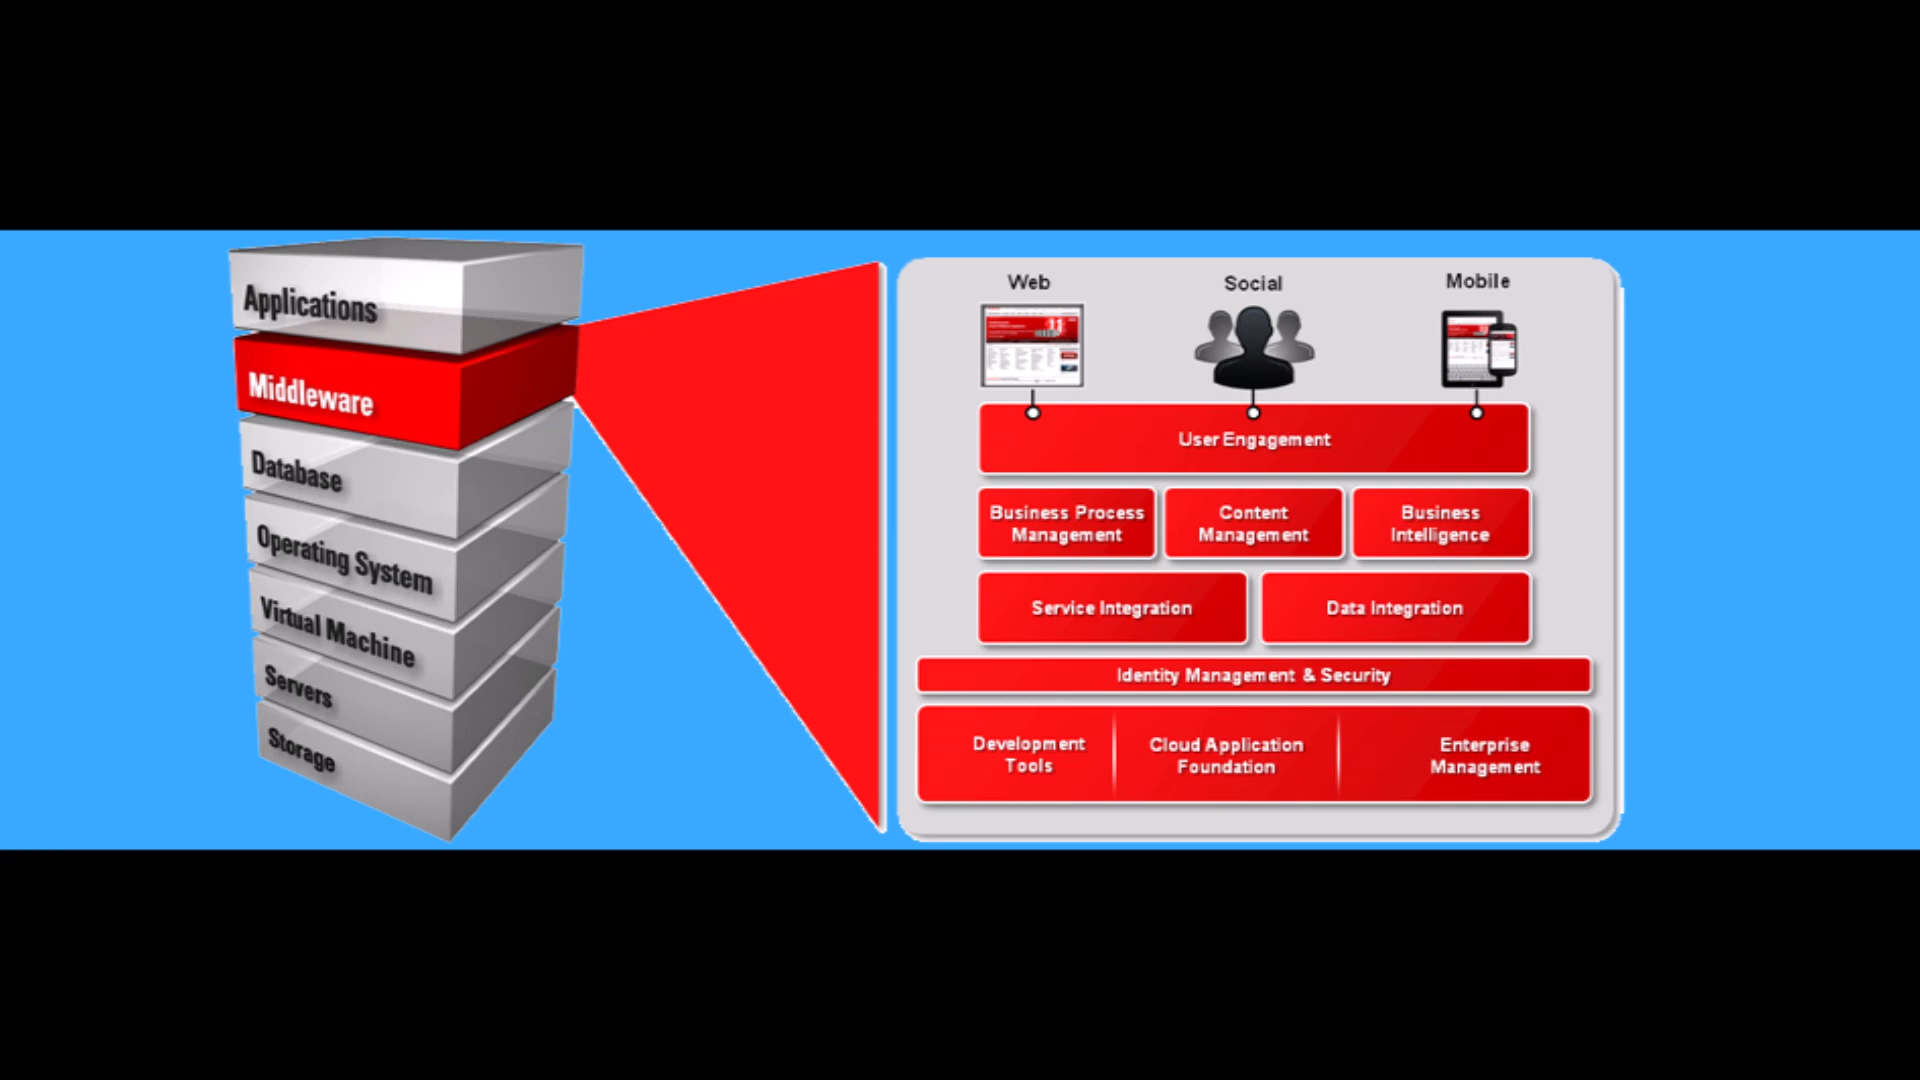 Applications
Middleware
Database
Operating System
Virtual Machine
Servers
Storage
Web
Social
Mobile
11
User Engagement
Business Process
Management
Content
Management
Business
Intelligence
Service Integration
Data Integration
Identity Management & Security
Development
Tools
Cloud Application
Foundation
Enterprise
Management